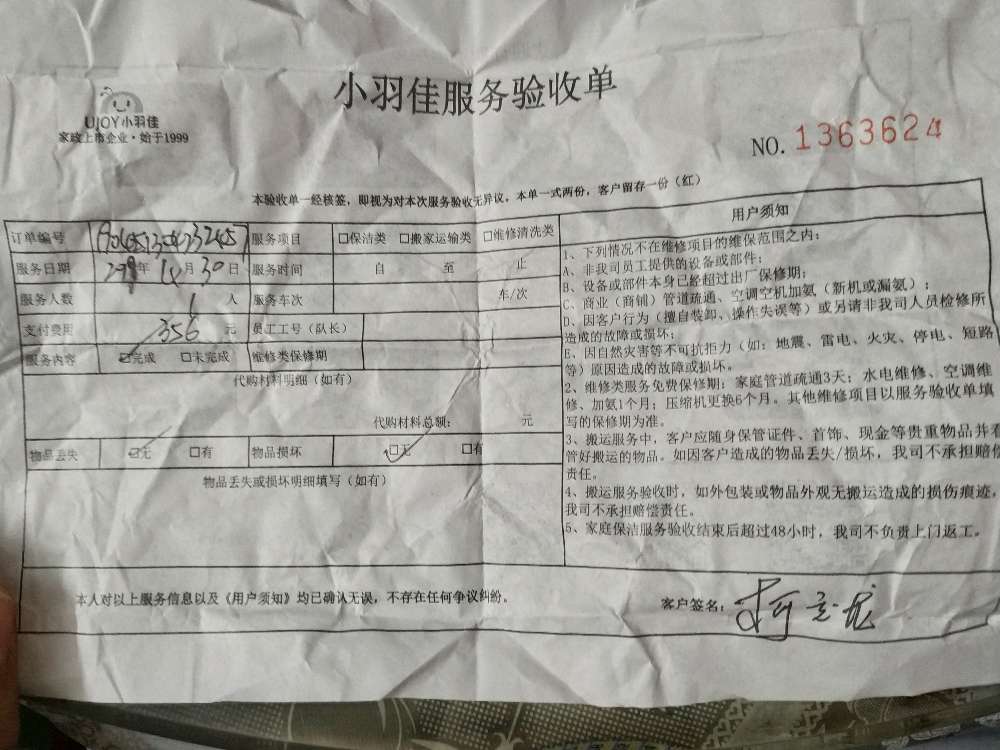 小羽佳服务验收单
UJOY小羽佳
家政上市企业·始于1999
NO. 1363624
本验收单一经核签，即视为对本次服务验收无异议，本单一式两份，客户留存一份（红）
订单编号 服务项目 □保洁类 □搬家运输类 □维修清洗类
服务日期 年 月 30 日 服务时间 自 至 止
服务人数 1 人 服务车次 车/次
支付费用 356 元 员工工号（队长）
服务内容 ☑完成 □未完成 维修类保修期
代购材料明细（如有）
代购材料总额： 元
物品丢失 ☑无 □有 物品损坏 ☑无 □有
物品丢失或损坏明细填写（如有）
用户须知
1、下列情况不在维修项目的维保范围之内：
A、非我司员工提供的设备或部件；
B、设备或部件本身已经超过出厂保修期；
C、商业（商铺）管道疏通、空调空机加氨（新机或漏氨）；
D、因客户行为（擅自装卸、操作失误等）或另请非我司人员检修所
造成的故障或损坏；
E、因自然灾害等不可抗拒力（如：地震、雷电、火灾、停电、短路
等）原因造成的故障或损坏。
2、维修类服务免费保修期：家庭管道疏通3天；水电维修、空调维
修、加氨1个月；压缩机更换6个月。其他维修项目以服务验收单填
写的保修期为准。
3、搬运服务中，客户应随身保管证件、首饰、现金等贵重物品并看
管好搬运的物品。如因客户造成的物品丢失/损坏，我司不承担赔偿
责任。
4、搬运服务验收时，如外包装或物品外观无搬运造成的损伤痕迹，
我司不承担赔偿责任。
5、家庭保洁服务验收结束后超过48小时，我司不负责上门返工。
本人对以上服务信息以及《用户须知》均已确认无误，不存在任何争议纠纷。
客户签名：